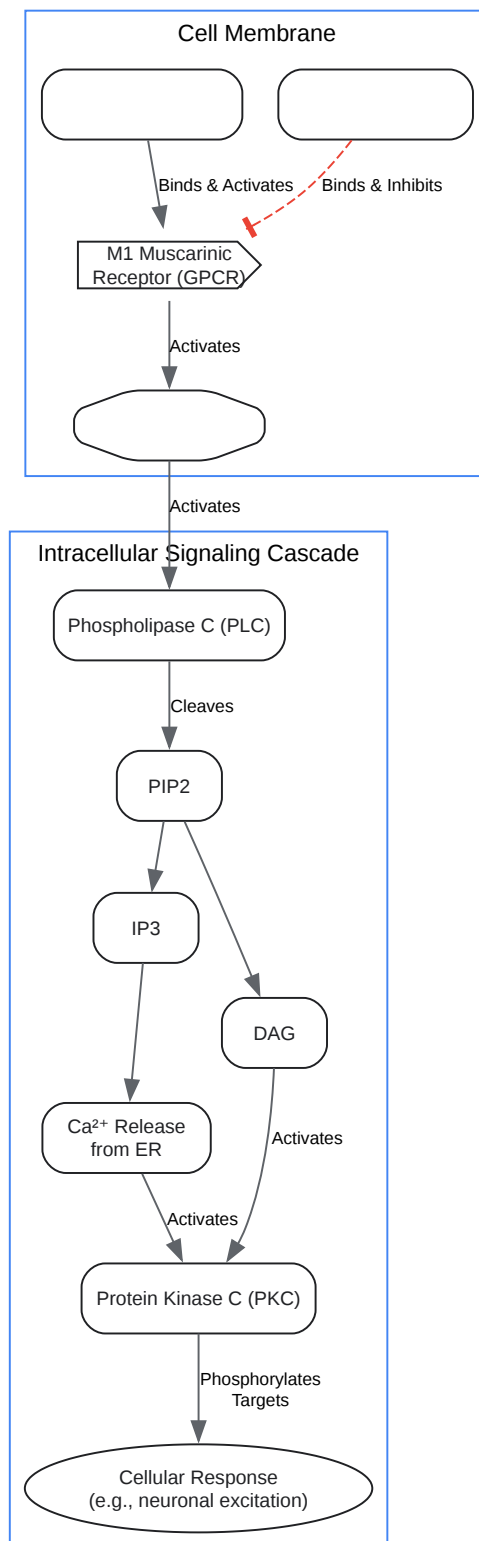 Cell Membrane
Binds & Activates
Binds & Inhibits
M1 Muscarinic
Receptor (GPCR)
Activates
Activates
Intracellular Signaling Cascade
Phospholipase C (PLC)
Cleaves
PIP2
IP3
DAG
Ca²⁺ Release
from ER
Activates
Activates
Protein Kinase C (PKC)
Phosphorylates
Targets
Cellular Response
(e.g., neuronal excitation)